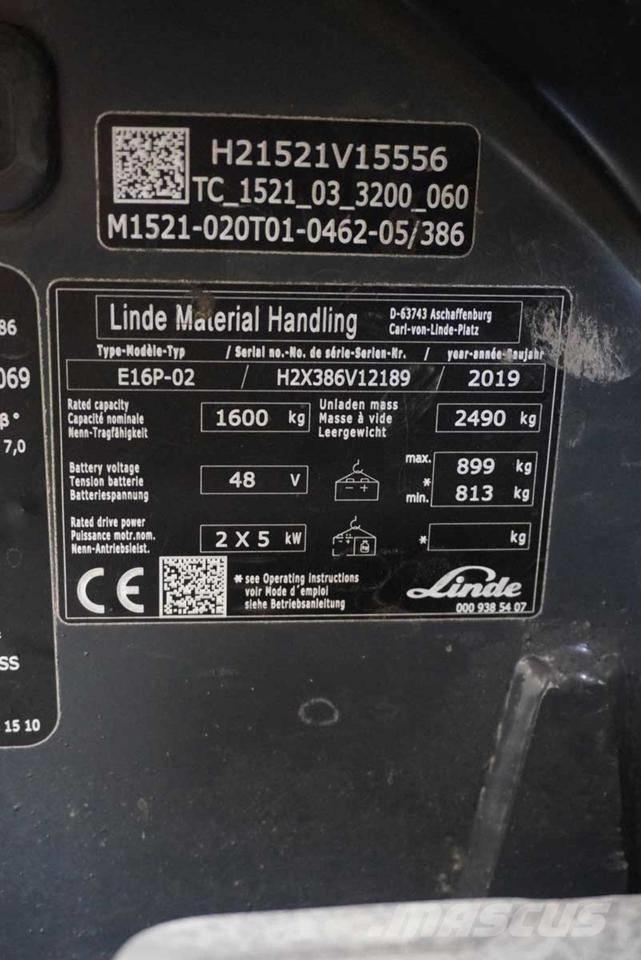 H21521V15556
TC_1521_03_3200_060
M1521-020T01-0462-05/386
Linde Material Handling
D-63743 Aschaffenburg
Carl-von-Linde-Platz
Type-Modèle-Typ / Serial no.-No. de série-Serien-Nr. / year-année-Baujahr
E16P-02 / H2X386V12189 / 2019
Rated capacity
Capacité nominale
Nenn-Tragfähigkeit
1600 kg
Unladen mass
Masse à vide
Leergewicht
2490 kg
Battery voltage
Tension batterie
Batteriespannung
48 V
max. 899 kg
*
min. 813 kg
Rated drive power
Puissance motr.nom.
Nenn-Antriebsleist.
2 X 5 kW
* kg
CE
* see Operating instructions
voir Mode d'emploi
siehe Betriebsanleitung
Linde
000 938 54 07
86
069
ß °
7,0
SS
15 10
MASCUS